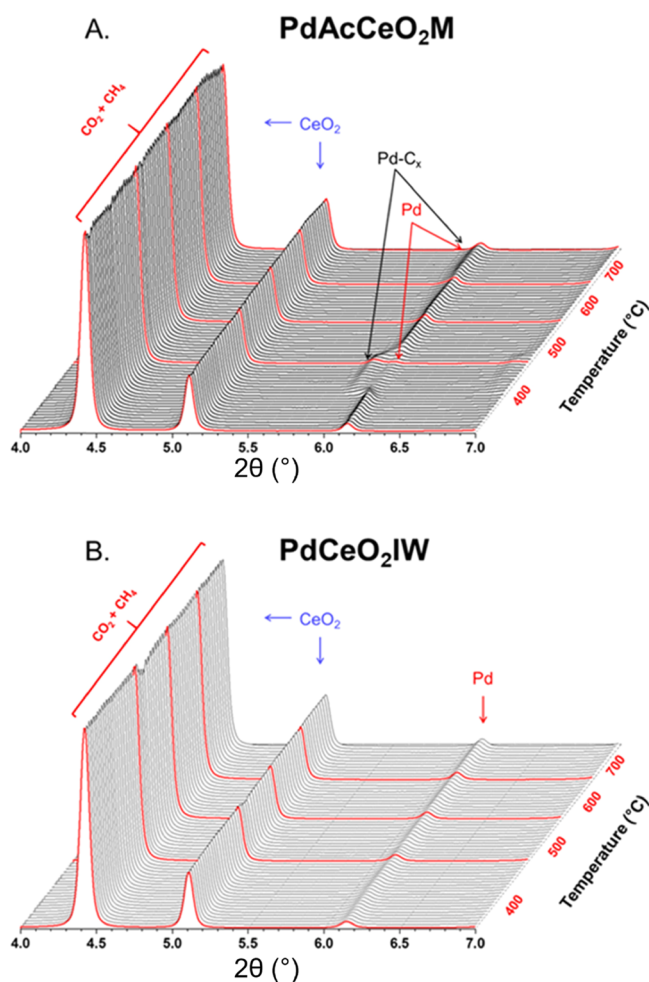 A.
PdAcCeO₂M
CO₂ + CH₄
CeO₂
Pd-Cₓ
Pd
700
600
500
400
Temperature (°C)
4.0 4.5 5.0 5.5 6.0 6.5 7.0
2θ (°)
B.
PdCeO₂IW
CO₂ + CH₄
CeO₂
Pd
700
600
500
400
Temperature (°C)
4.0 4.5 5.0 5.5 6.0 6.5 7.0
2θ (°)